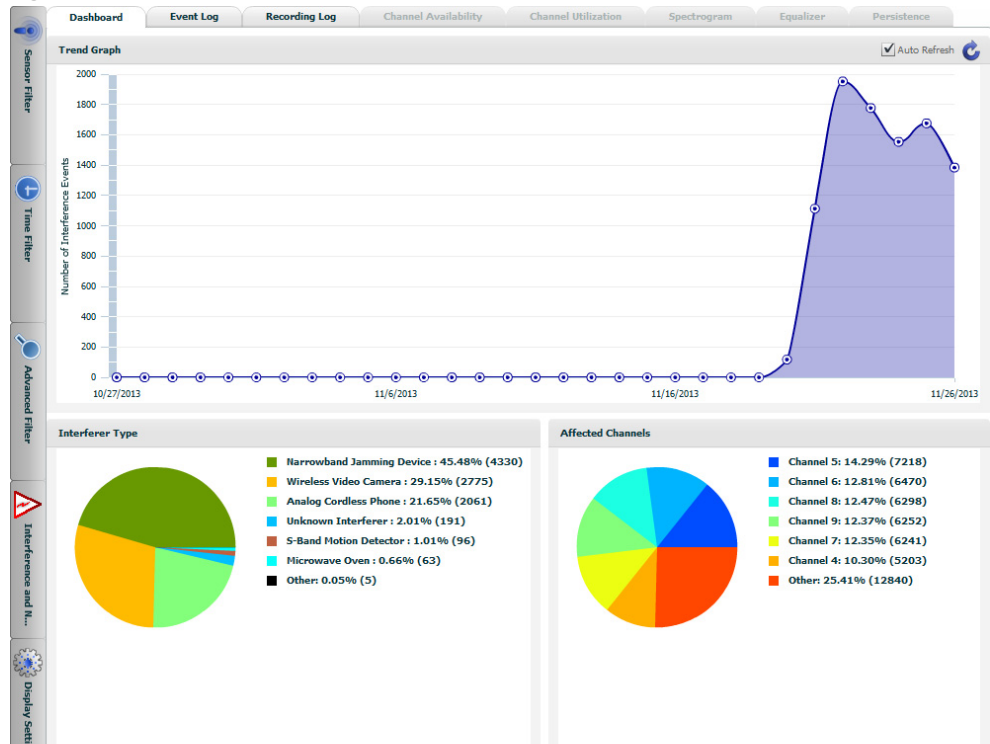 Dashboard
Event Log
Recording Log
Channel Availability
Channel Utilization
Spectrogram
Equalizer
Persistence
Sensor Filter
Time Filter
Advanced Filter
Interference and N...
Display Setti
Trend Graph
Auto Refresh
Number of Interference Events
2000
1800
1600
1400
1200
1000
800
600
400
200
0
10/27/2013
11/6/2013
11/16/2013
11/26/2013
Interferer Type
Narrowband Jamming Device : 45.48% (4330)
Wireless Video Camera : 29.15% (2775)
Analog Cordless Phone : 21.65% (2061)
Unknown Interferer : 2.01% (191)
S-Band Motion Detector : 1.01% (96)
Microwave Oven : 0.66% (63)
Other: 0.05% (5)
Affected Channels
Channel 5: 14.29% (7218)
Channel 6: 12.81% (6470)
Channel 8: 12.47% (6298)
Channel 9: 12.37% (6252)
Channel 7: 12.35% (6241)
Channel 4: 10.30% (5203)
Other: 25.41% (12840)